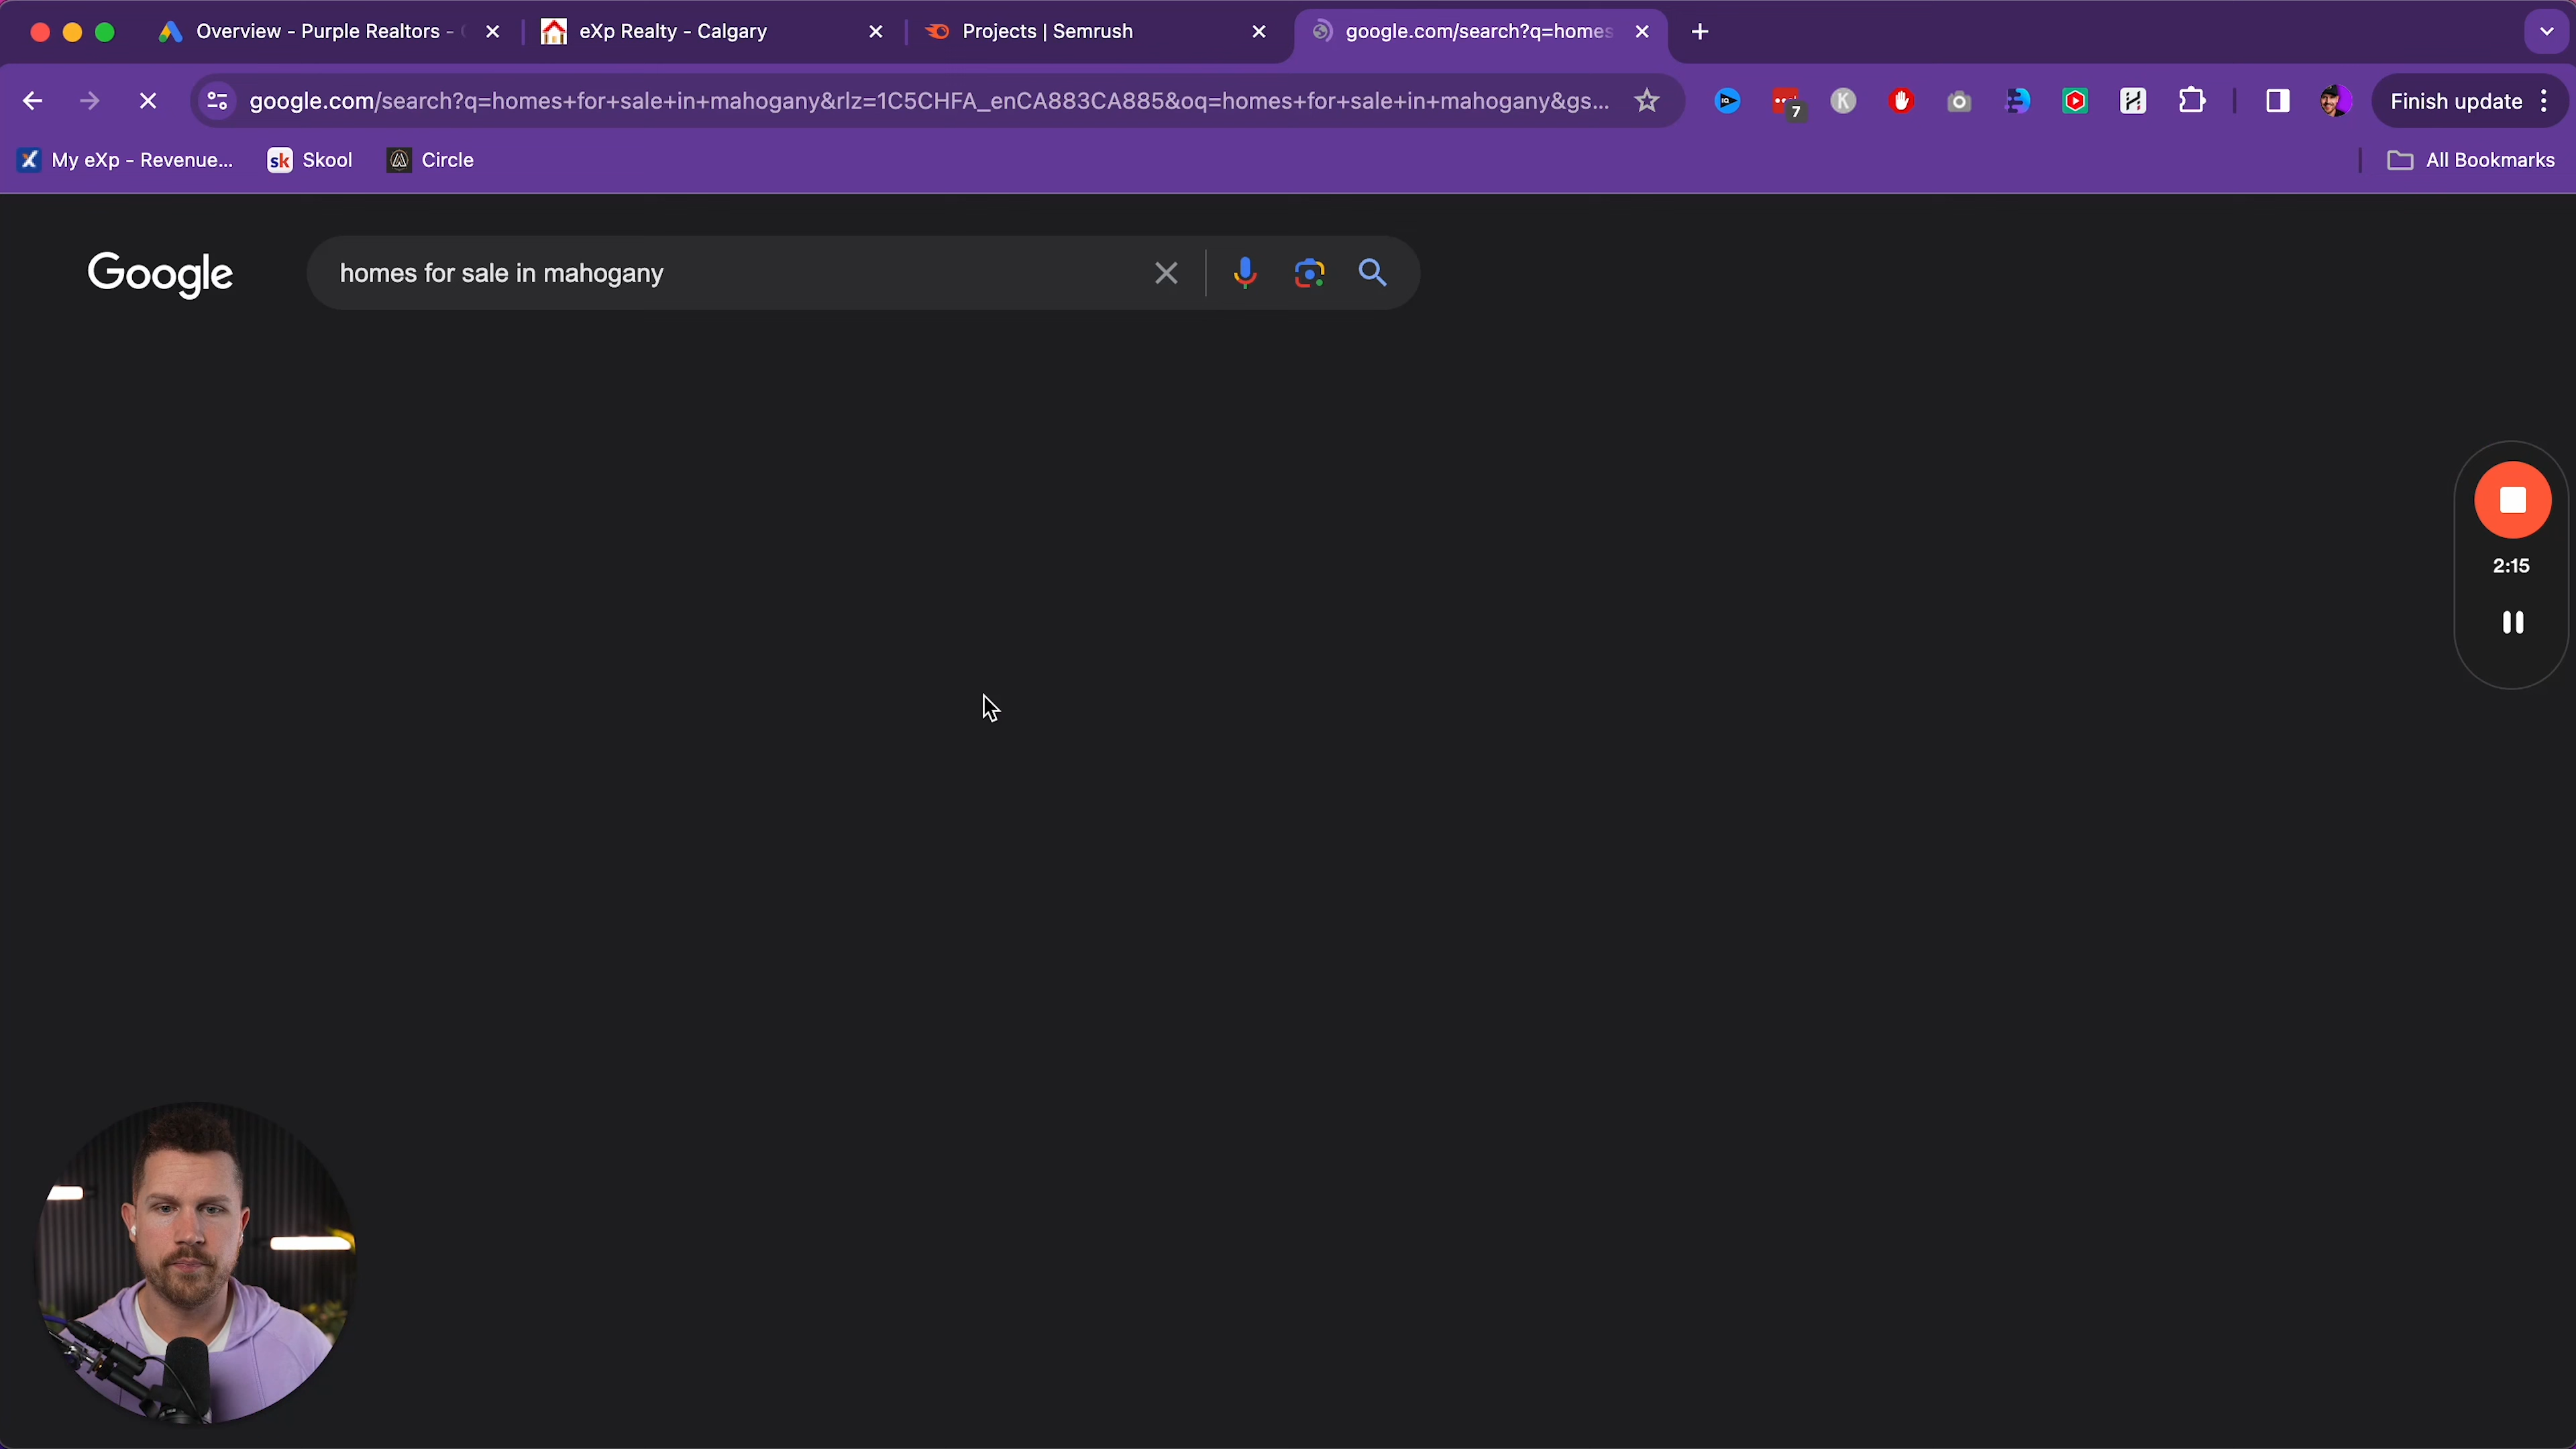 Overview - Purple Realtors -
eXp Realty - Calgary
Projects | Semrush
google.com/search?q=homes
google.com/search?q=homes+for+sale+in+mahogany&rlz=1C5CHFA_enCA883CA885&oq=homes+for+sale+in+mahogany&gs...
7
K
Finish update
My eXp - Revenue...
sk Skool
Circle
All Bookmarks
Google
homes for sale in mahogany
2:15